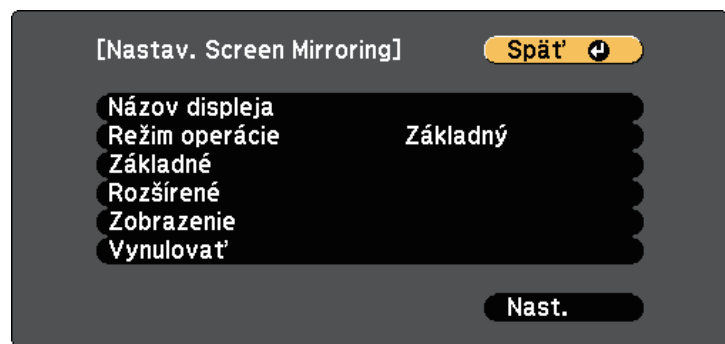 [Nastav. Screen Mirroring] Späť
Názov displeja
Režim operácie Základný
Základné
Rozšírené
Zobrazenie
Vynulovať
Nast.